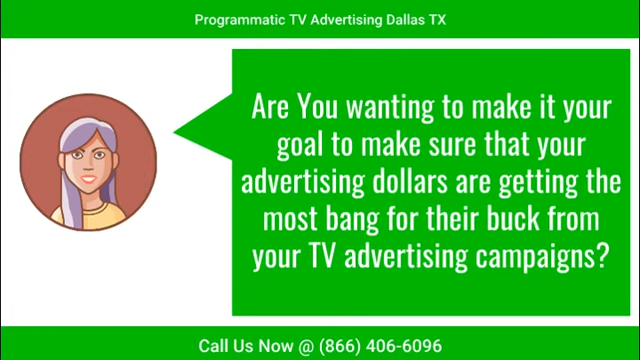 Programmatic TV Advertising Dallas TX
Are You wanting to make it your
goal to make sure that your
advertising dollars are getting the
most bang for their buck from
your TV advertising campaigns?
Call Us Now @ (866) 406-6096